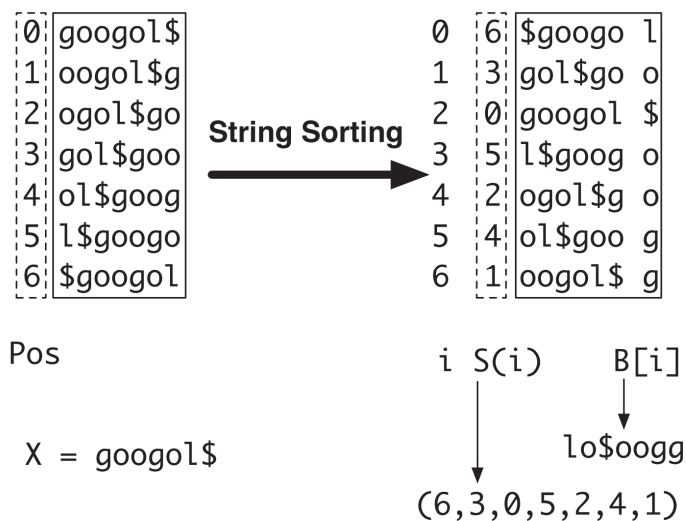 0 googol$ 0 6 $googo l
1 oogol$g 1 3 gol$go o
2 ogol$go 2 0 googol $
String Sorting
3 gol$goo 3 5 l$goog o
4 ol$goog 4 2 ogol$g o
5 l$googo 5 4 ol$goo g
6 $googol 6 1 oogol$ g
Pos i S(i) B[i]
X = googol$ lo$oogg
(6,3,0,5,2,4,1)